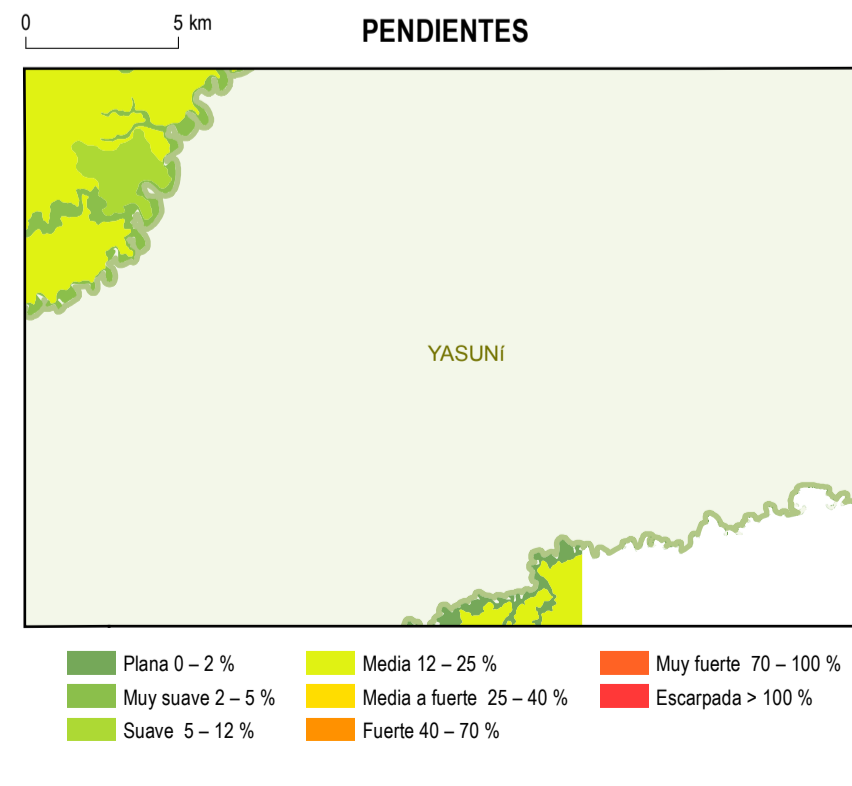 0 5 km
PENDIENTES
YASUNí
Plana 0 – 2 %
Muy suave 2 – 5 %
Suave 5 – 12 %
Media 12 – 25 %
Media a fuerte 25 – 40 %
Fuerte 40 – 70 %
Muy fuerte 70 – 100 %
Escarpada > 100 %